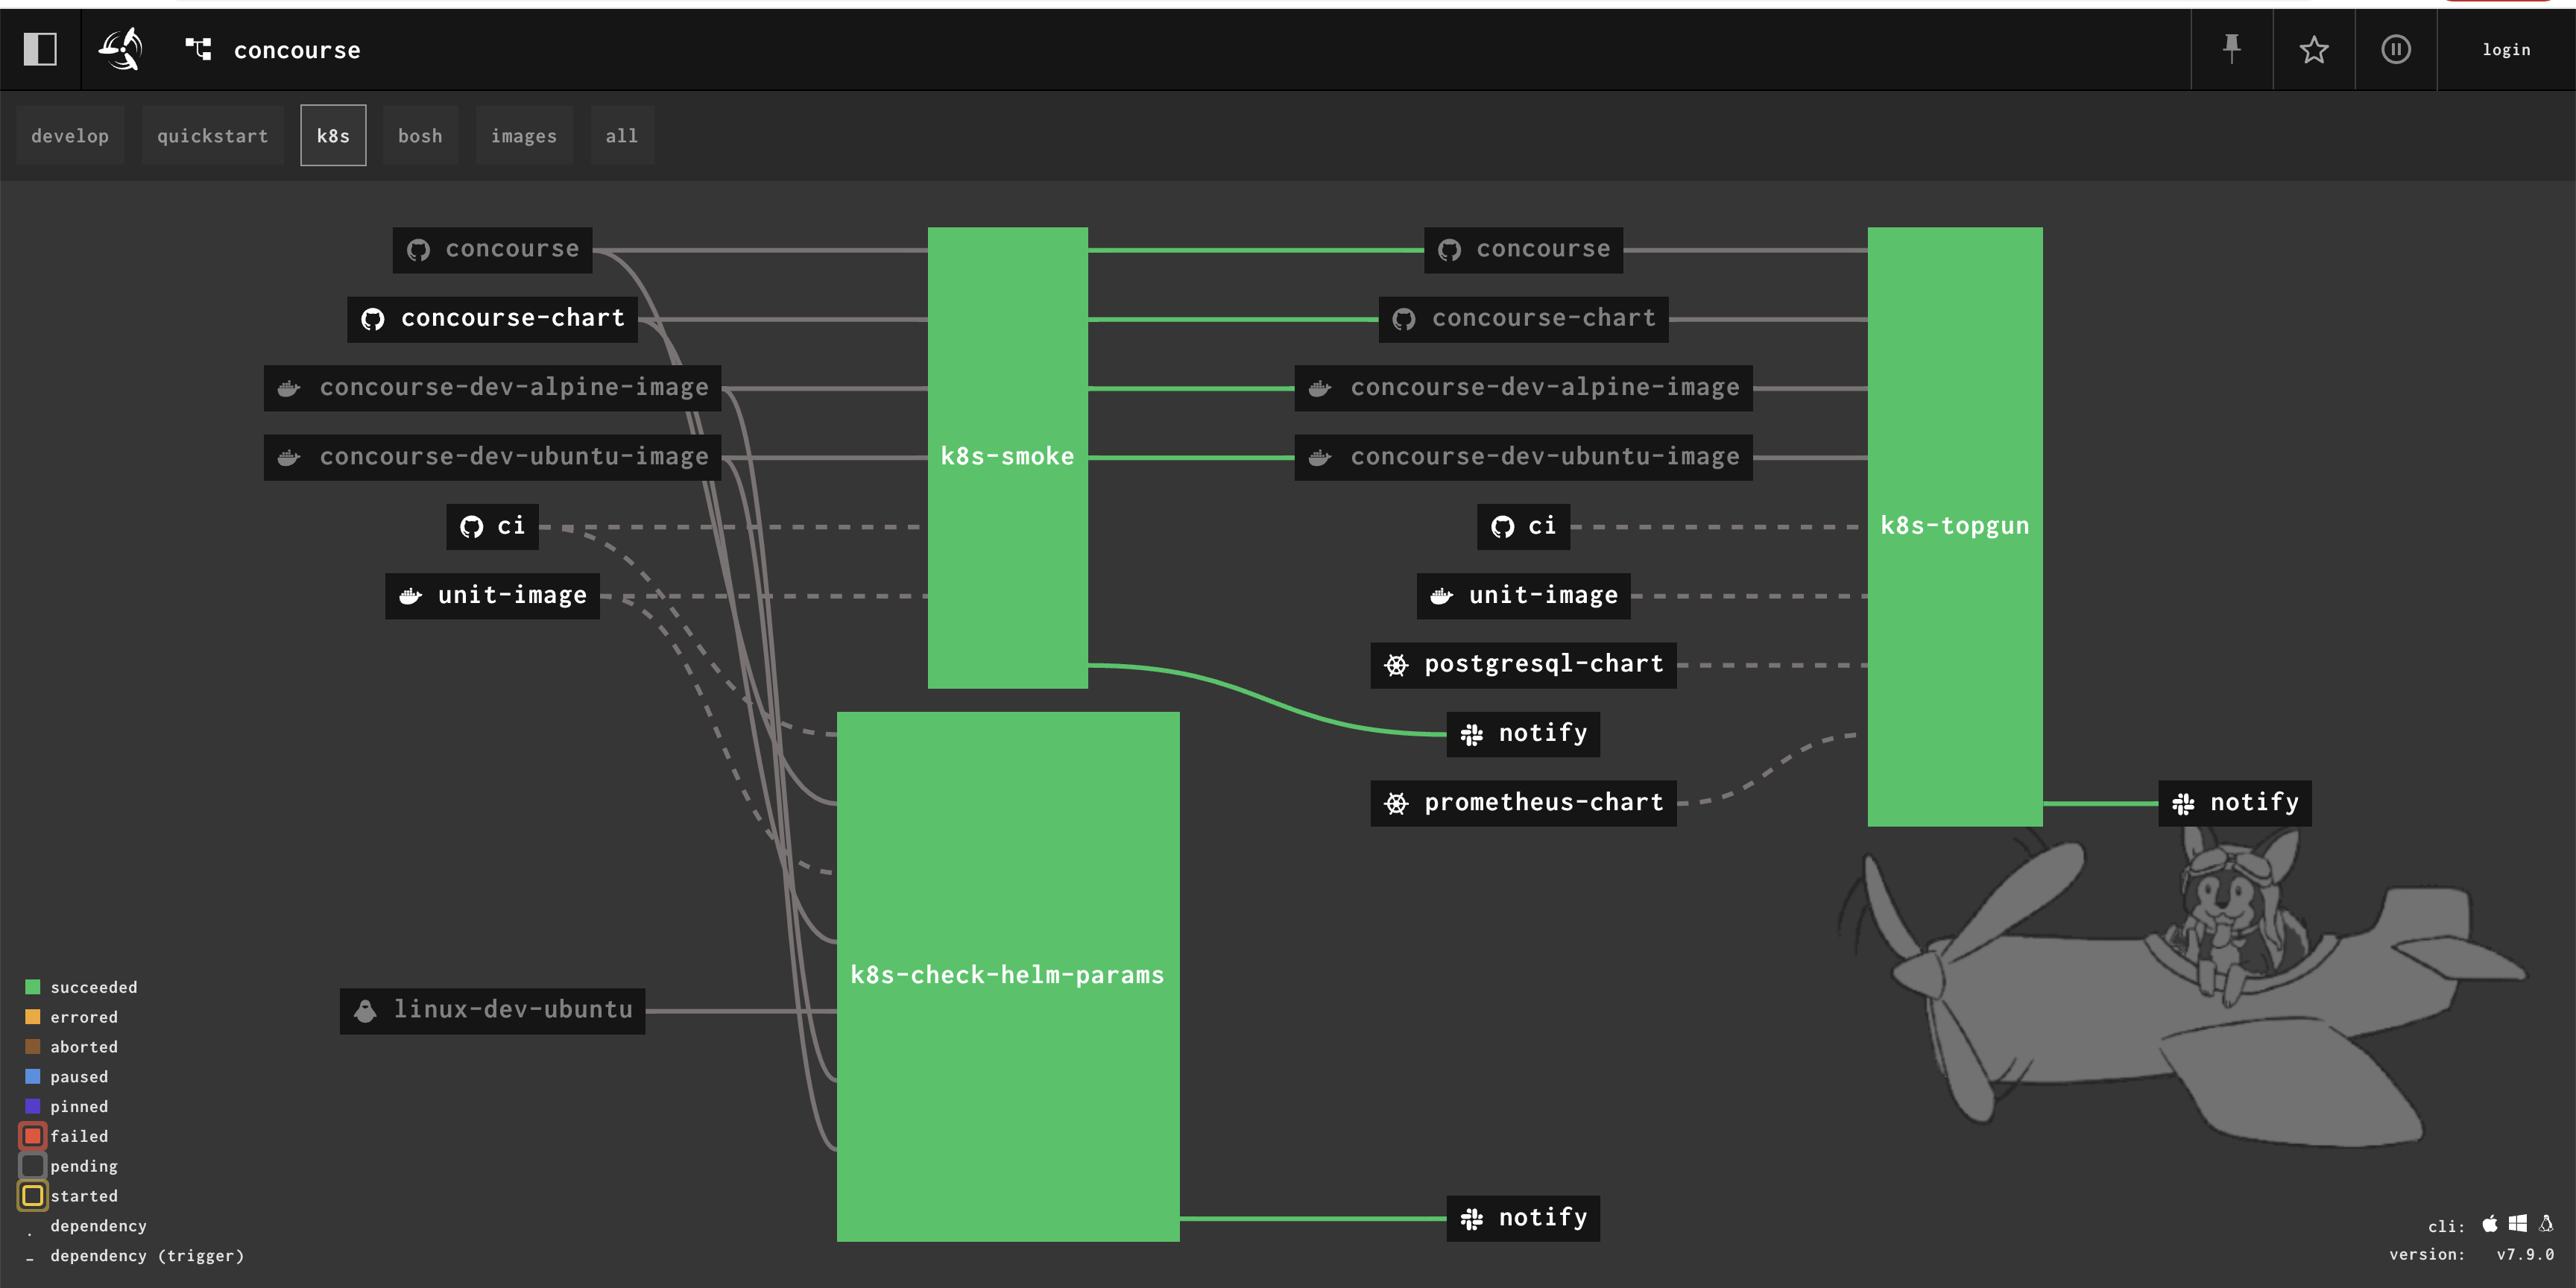 concourse
login
develop
quickstart
k8s
bosh
images
all
concourse
concourse-chart
concourse-dev-alpine-image
concourse-dev-ubuntu-image
ci
unit-image
linux-dev-ubuntu
k8s-smoke
k8s-check-helm-params
concourse
concourse-chart
concourse-dev-alpine-image
concourse-dev-ubuntu-image
ci
unit-image
postgresql-chart
notify
prometheus-chart
notify
k8s-topgun
notify
succeeded
errored
aborted
paused
pinned
failed
pending
started
dependency
dependency (trigger)
cli:
version: v7.9.0